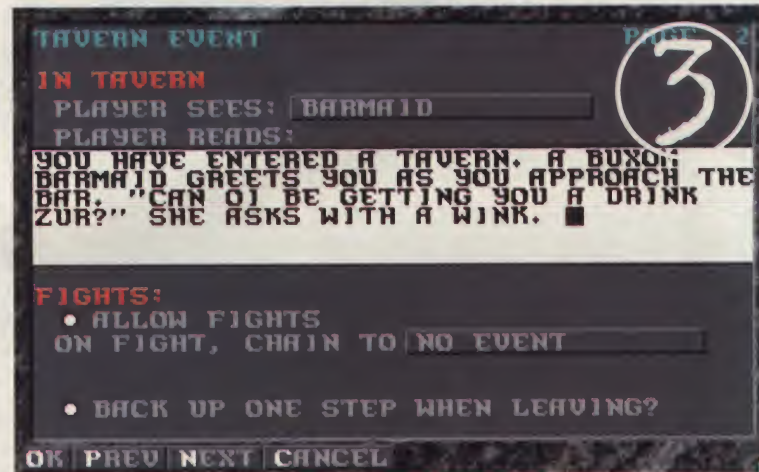 TAVERN EVENT PAGE 2
3
IN TAVERN
PLAYER SEES: BARMAID
PLAYER READS:
YOU HAVE ENTERED A TAVERN. A BUXOM
BARMAID GREETS YOU AS YOU APPROACH THE
BAR. "CAN OI BE GETTING YOU A DRINK
ZUR?" SHE ASKS WITH A WINK.
FIGHTS:
• ALLOW FIGHTS
ON FIGHT, CHAIN TO NO EVENT
• BACK UP ONE STEP WHEN LEAVING?
OK PREV NEXT CANCEL